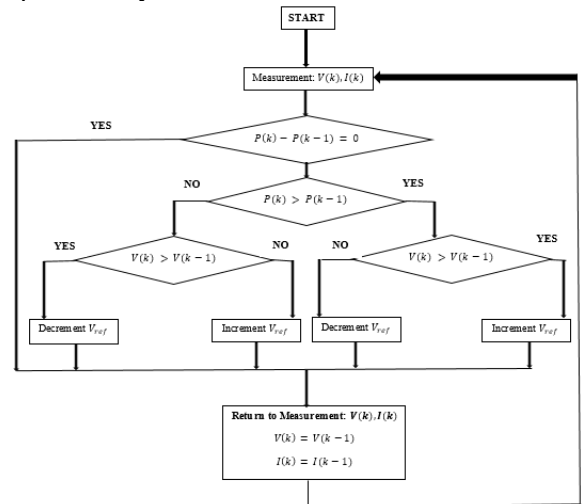 START
Measurement: V(k), I(k)
YES
P(k) − P(k − 1) = 0
NO
P(k) > P(k − 1)
YES
YES
V(k) > V(k − 1)
NO
NO
V(k) > V(k − 1)
YES
Decrement V_ref
Increment V_ref
Decrement V_ref
Increment V_ref
Return to Measurement: V(k), I(k)
V(k) = V(k − 1)
I(k) = I(k − 1)